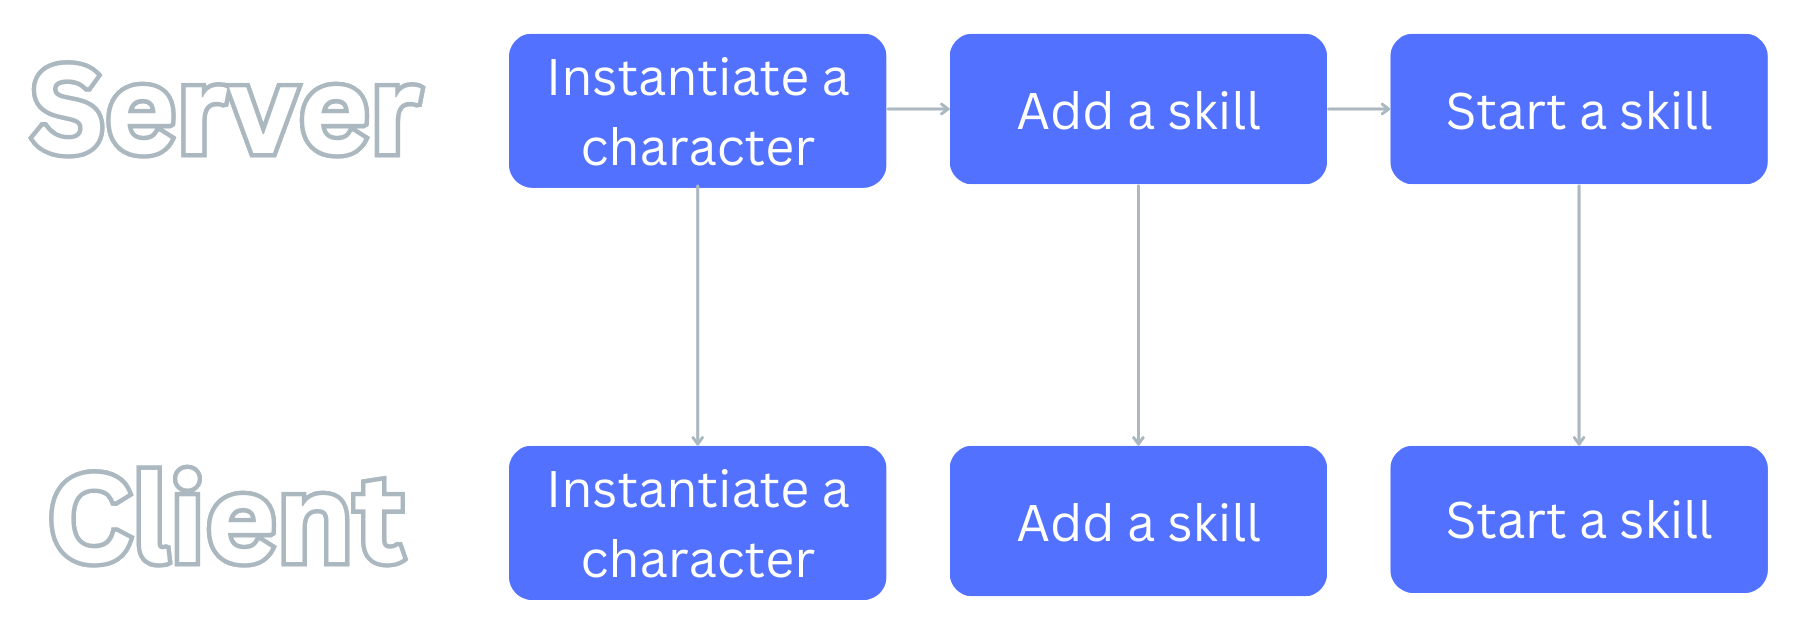 Server
Instantiate a
character
Add a skill
Start a skill
Client
Instantiate a
character
Add a skill
Start a skill